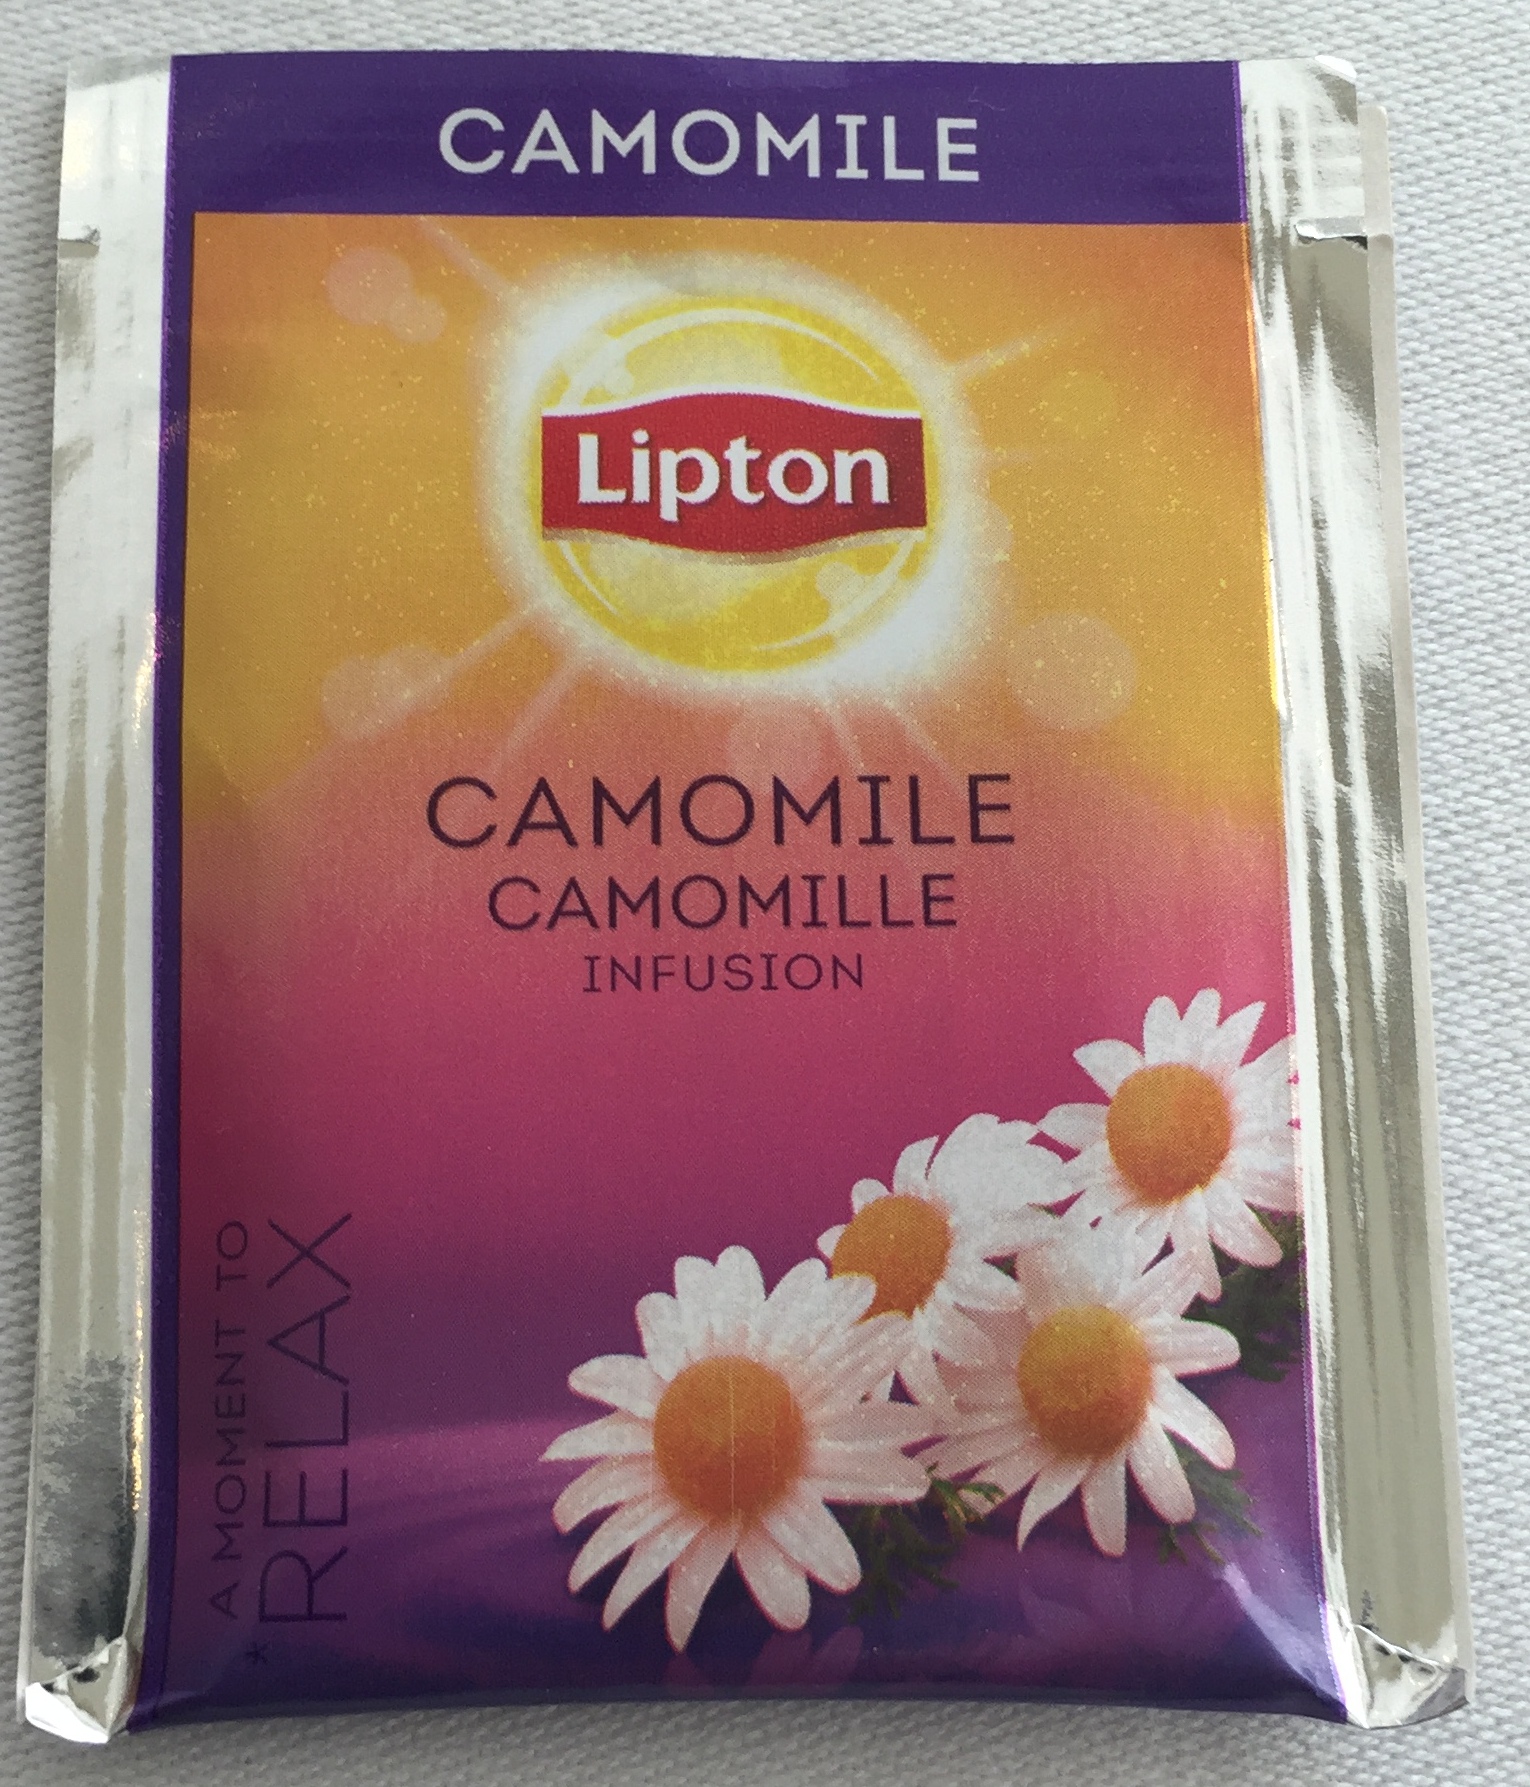 CAMOMILE
Lipton
CAMOMILE
CAMOMILLE
INFUSION
A MOMENT TO
*RELAX